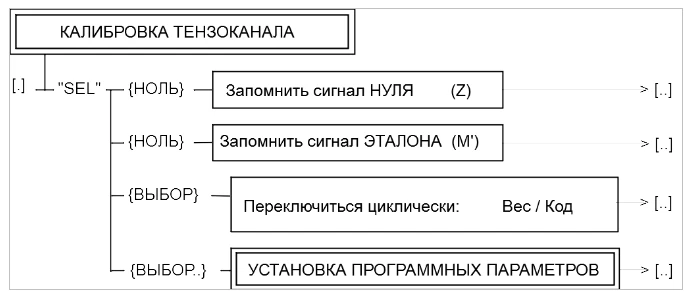 КАЛИБРОВКА ТЕНЗОКАНАЛА
[.] "SEL" {НОЛЬ} Запомнить сигнал НУЛЯ (Z) > [..]
{НОЛЬ} Запомнить сигнал ЭТАЛОНА (M') > [..]
{ВЫБОР} Переключиться циклически: Вес / Код > [..]
{ВЫБОР..} УСТАНОВКА ПРОГРАММНЫХ ПАРАМЕТРОВ > [..]